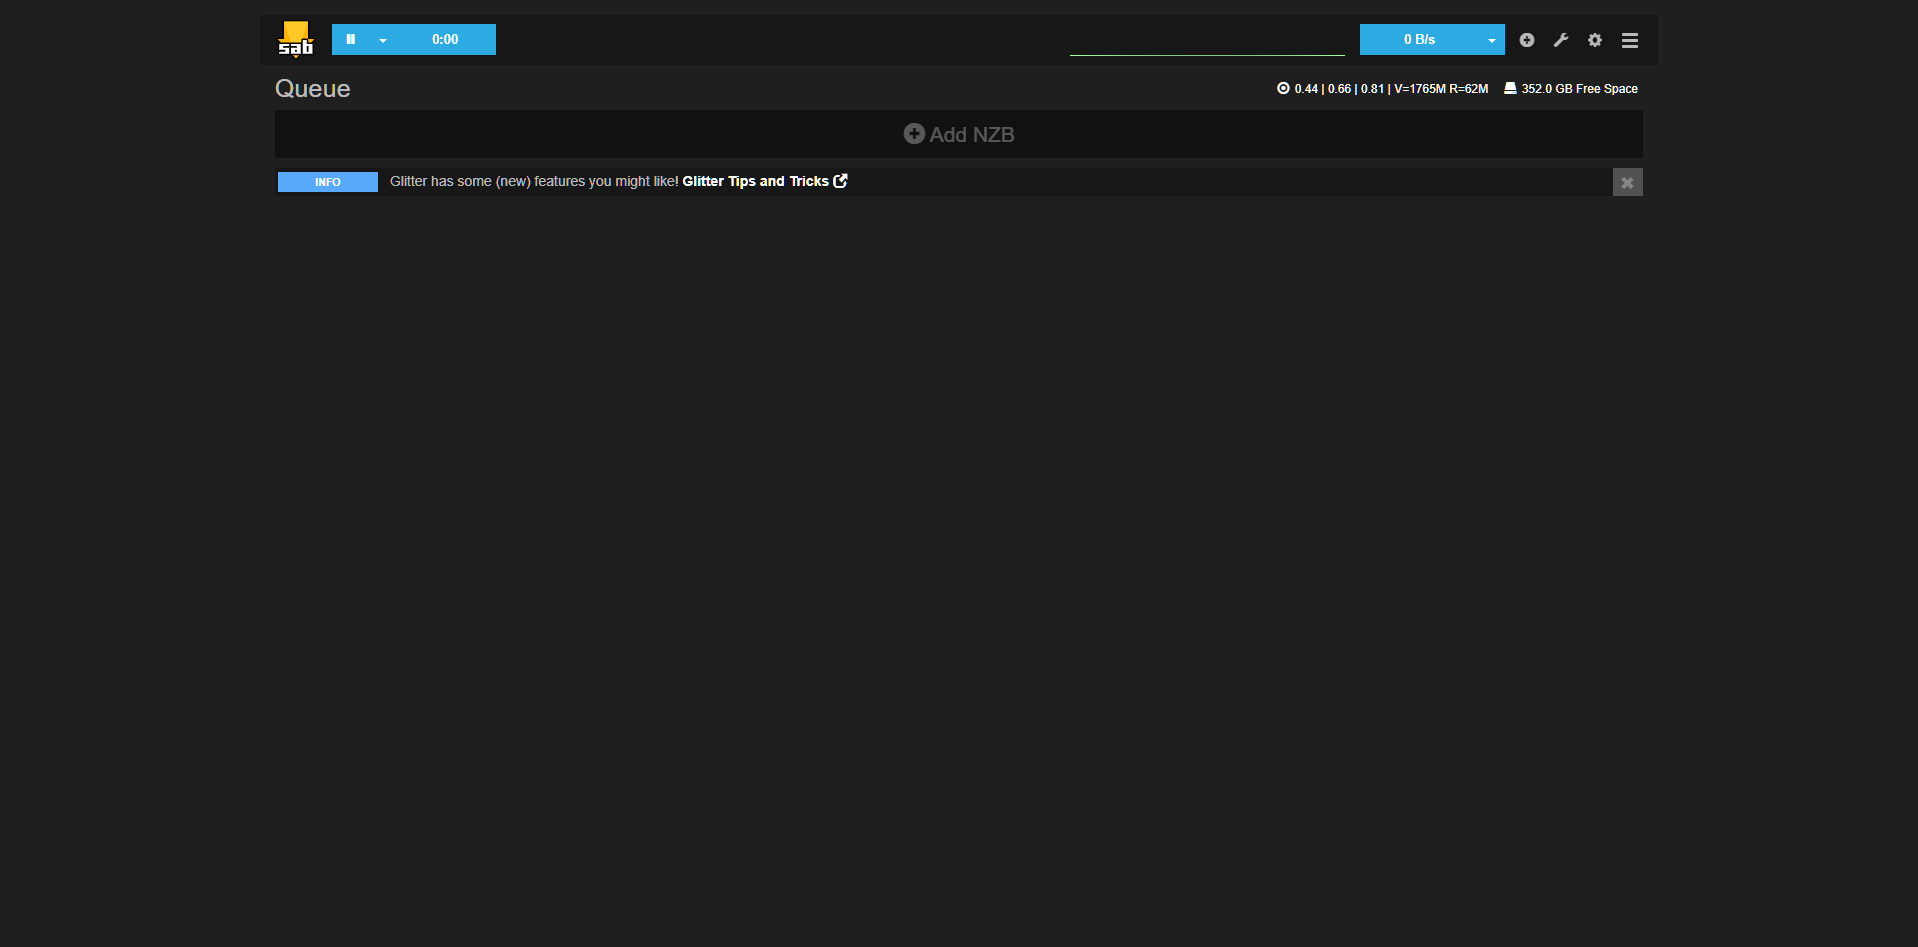 sab
0:00
0 B/s
Queue
0.44 | 0.66 | 0.81 | V=1765M R=62M
352.0 GB Free Space
Add NZB
INFO
Glitter has some (new) features you might like! Glitter Tips and Tricks